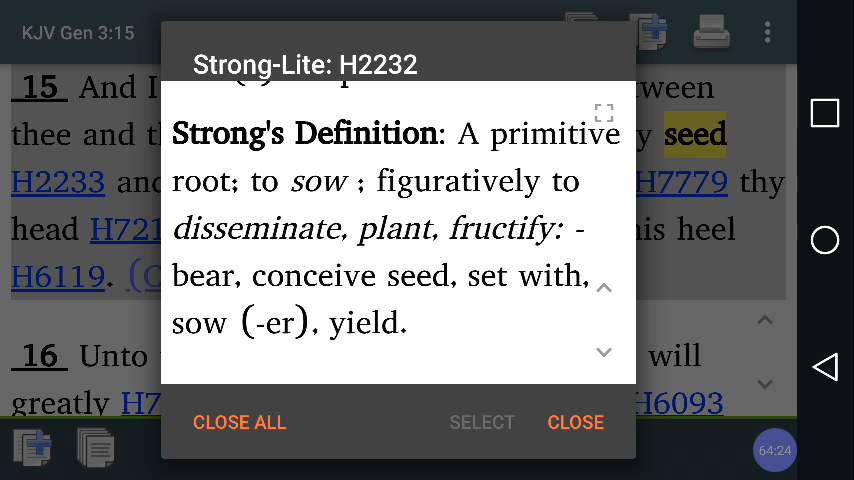 KJV Gen 3:15
Strong-Lite: H2232
15 And I
tween
thee and th
y seed
H2233 and
H7779 thy
head H721
his heel
H6119. (C
Strong's Definition: A primitive
root; to sow ; figuratively to
disseminate, plant, fructify: -
bear, conceive seed, set with,
sow (-er), yield.
16 Unto
will
greatly H7
H6093
CLOSE ALL
SELECT
CLOSE
64:24